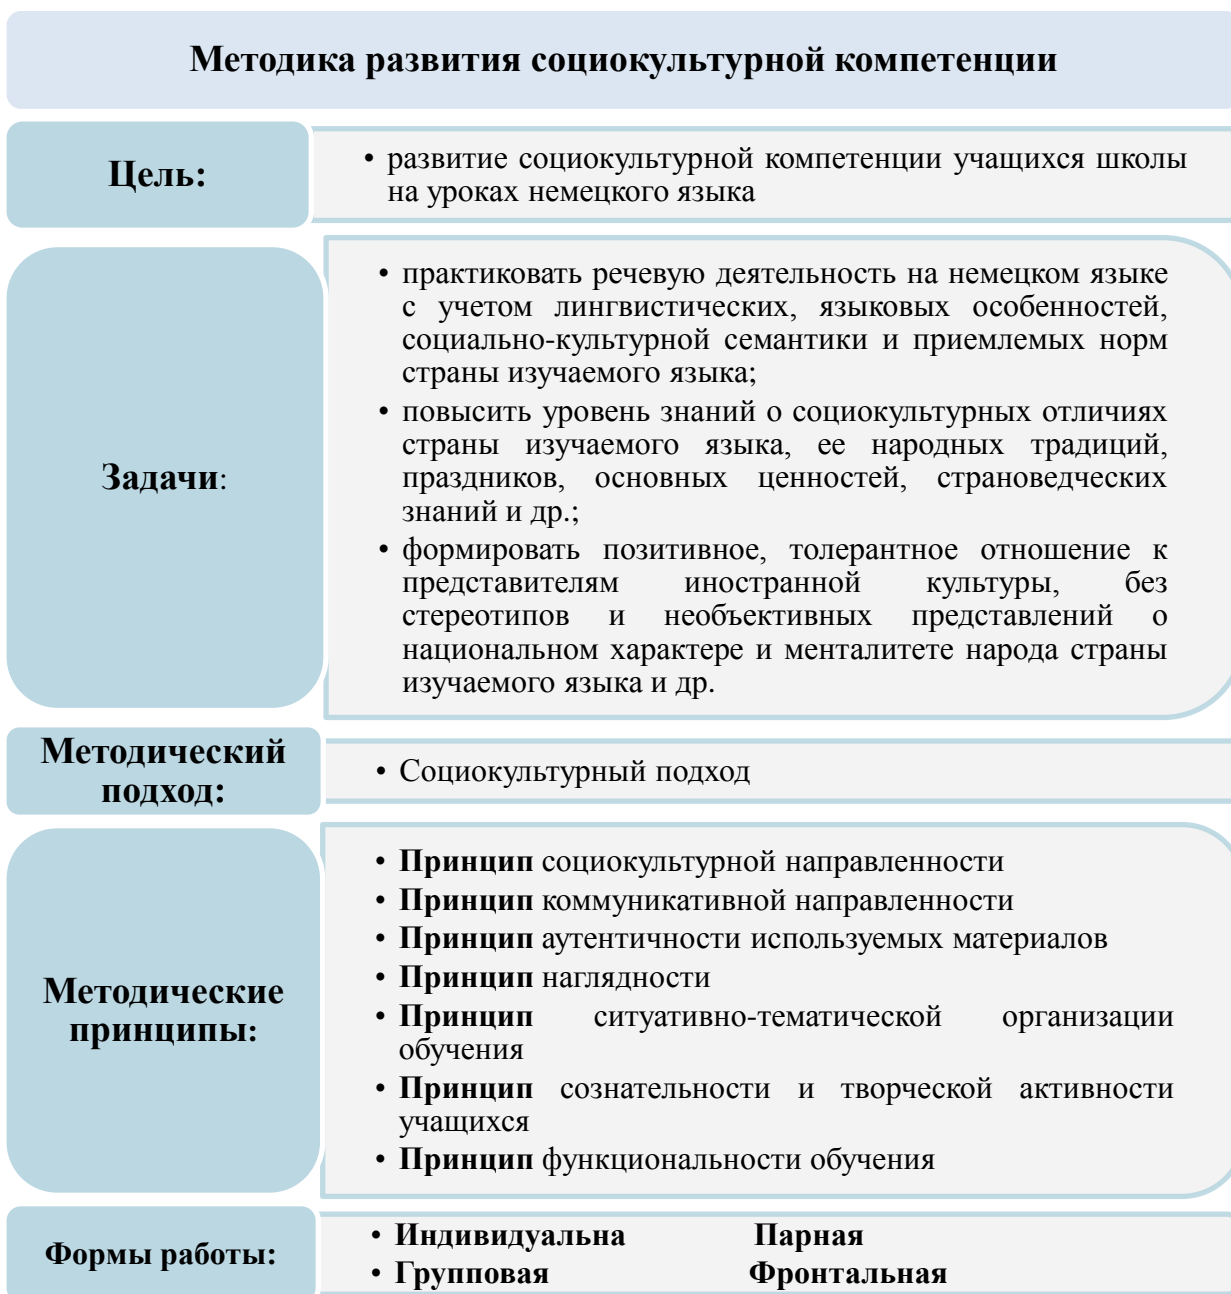 Методика развития социокультурной компетенции
Цель:
• развитие социокультурной компетенции учащихся школы
на уроках немецкого языка
Задачи:
• практиковать речевую деятельность на немецком языке
с учетом лингвистических, языковых особенностей,
социально-культурной семантики и приемлемых норм
страны изучаемого языка;
• повысить уровень знаний о социокультурных отличиях
страны изучаемого языка, ее народных традиций,
праздников, основных ценностей, страноведческих
знаний и др.;
• формировать позитивное, толерантное отношение к
представителям иностранной культуры, без
стереотипов и необъективных представлений о
национальном характере и менталитете народа страны
изучаемого языка и др.
Методический
подход:
• Социокультурный подход
Методические
принципы:
• Принцип социокультурной направленности
• Принцип коммуникативной направленности
• Принцип аутентичности используемых материалов
• Принцип наглядности
• Принцип ситуативно-тематической организации
обучения
• Принцип сознательности и творческой активности
учащихся
• Принцип функциональности обучения
Формы работы:
• Индивидуальна Парная
• Групповая Фронтальная